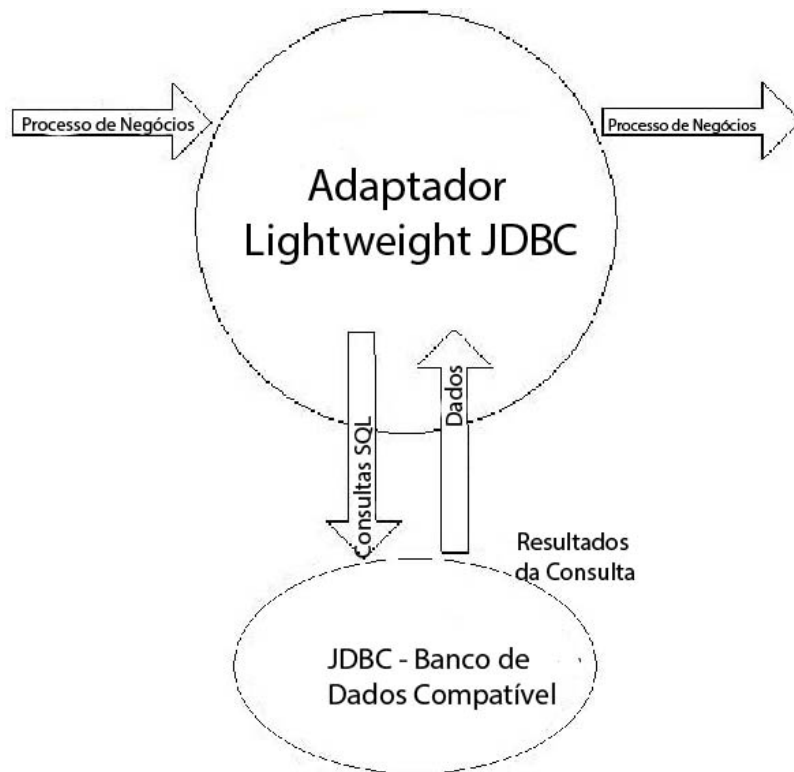 Processo de Negócios
Processo de Negócios
Adaptador
Lightweight JDBC
Consultas SQL
Dados
Resultados
da Consulta
JDBC - Banco de
Dados Compatível